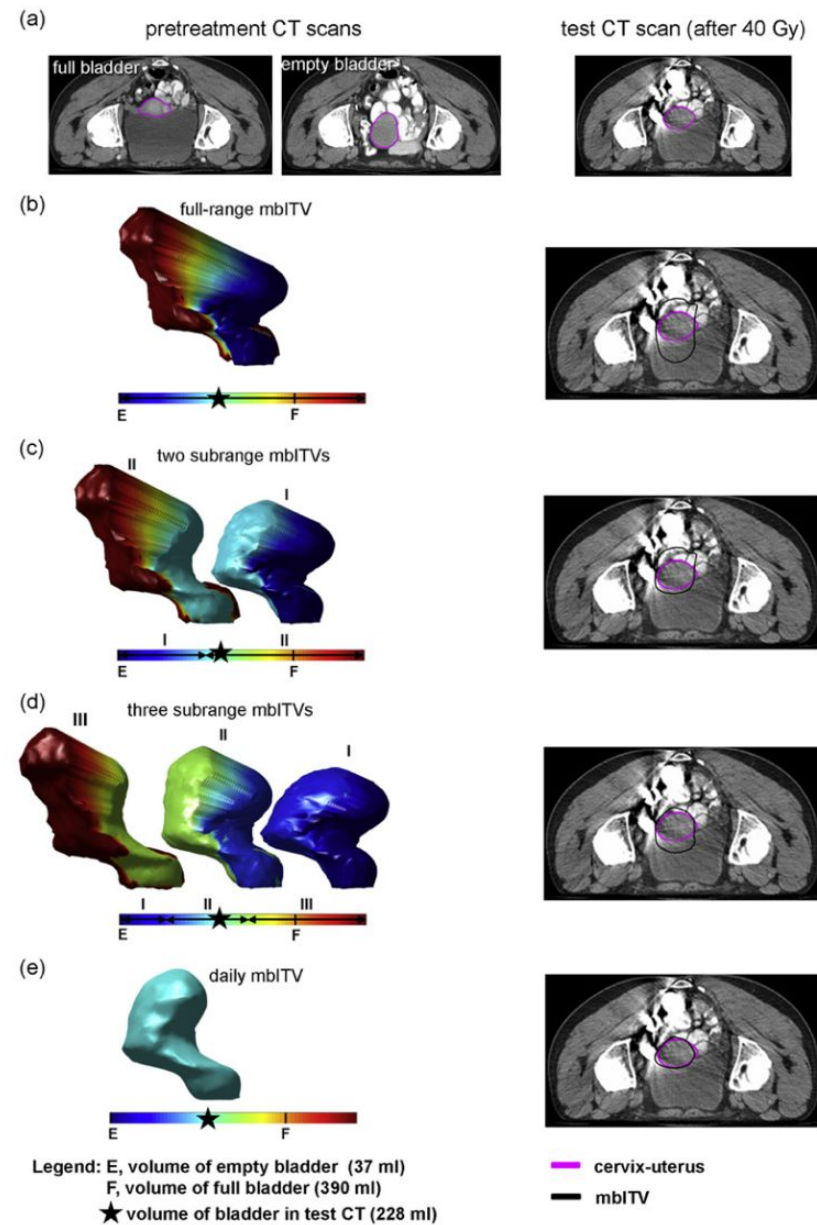 (a)
pretreatment CT scans
test CT scan (after 40 Gy)
full bladder
empty bladder
(b)
full-range mbITV
E
F
(c)
two subrange mbITVs
II
I
I
II
E
F
(d)
three subrange mbITVs
III
II
I
I
II
III
E
F
(e)
daily mbITV
E
F
Legend: E, volume of empty bladder (37 ml)
F, volume of full bladder (390 ml)
★ volume of bladder in test CT (228 ml)
cervix-uterus
mbITV